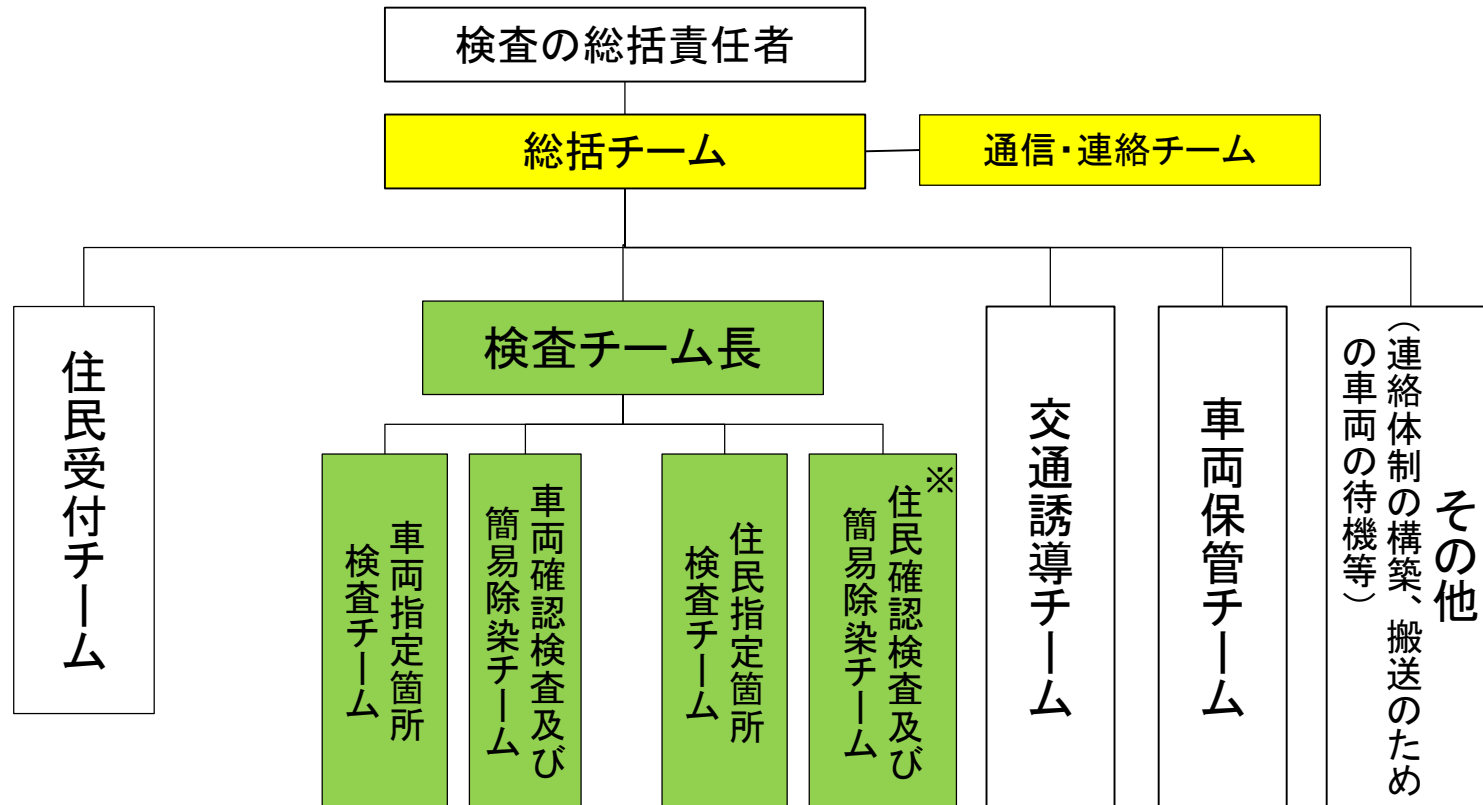 検査の総括責任者
総括チーム
通信・連絡チーム
住民受付チーム
検査チーム長
車両指定箇所
検査チーム
車両確認検査及び
簡易除染チーム
住民指定箇所
検査チーム
※
住民確認検査及び
簡易除染チーム
交通誘導チーム
車両保管チーム
その他
（連絡体制の構築、搬送のため
の車両の待機等）